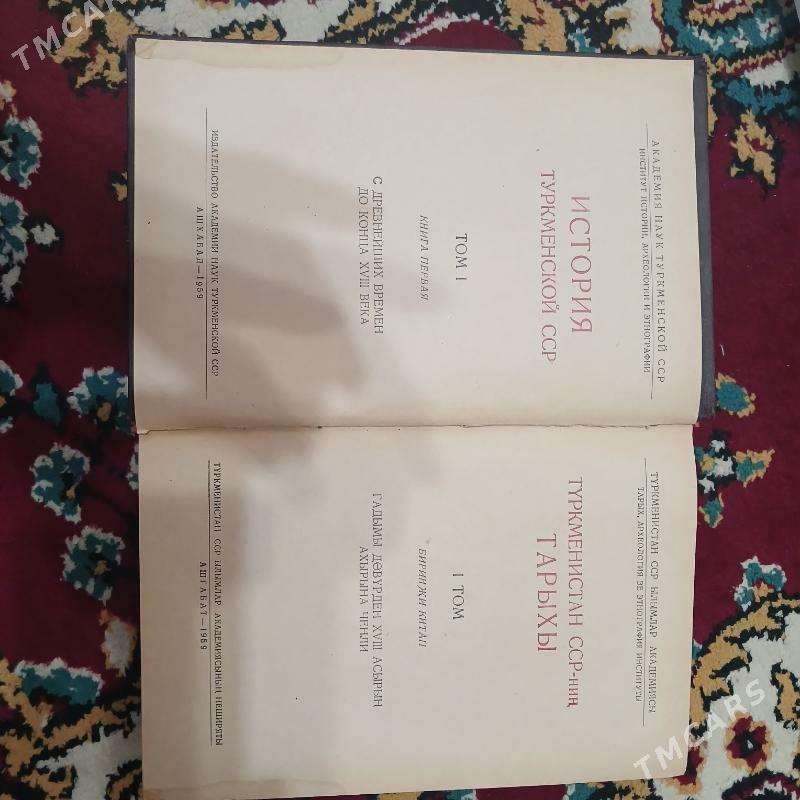 АКАДЕМИЯ НАУК ТУРКМЕНСКОЙ ССР
ИНСТИТУТ ИСТОРИИ, АРХЕОЛОГИИ И ЭТНОГРАФИИ
ИСТОРИЯ
ТУРКМЕНСКОЙ ССР
ТОМ I
КНИГА ПЕРВАЯ
С ДРЕВНЕЙШИХ ВРЕМЕН
ДО КОНЦА XVIII ВЕКА
ИЗДАТЕЛЬСТВО АКАДЕМИИ НАУК ТУРКМЕНСКОЙ ССР
АШХАБАД—1959
ТҮРКМЕНИСТАН ССР ЫЛЫМЛАР АКАДЕМИЯСЫ
ТАРЫХ, АРХЕОЛОГИЯ ВЕ ЭТНОГРАФИЯ ИНСТИТУТЫ
ТҮРКМЕНИСТАН ССР-ниң
ТАРЫХЫ
I ТОМ
БИРИНЖИ КИТАП
ГАДЫМЫ ДӨВҮРДЕН XVIII АСЫРЫҢ
АХЫРЫНА ЧЕНЛИ
ТҮРКМЕНИСТАН ССР ЫЛЫМЛАР АКАДЕМИЯСЫНЫҢ НЕШИРЯТЫ
АШГАБАТ—1959
TMCARS
TMCARS